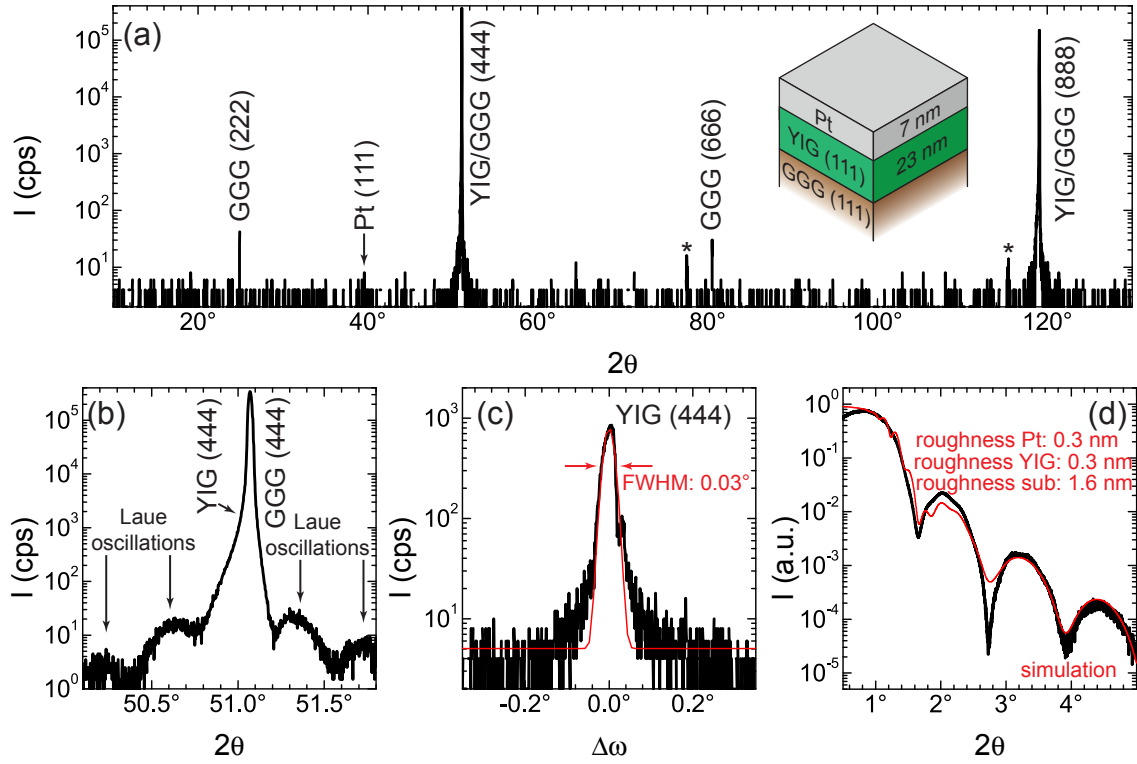 (a)
I (cps)
10⁵
10⁴
10³
10²
10¹
GGG (222)
Pt (111)
YIG/GGG (444)
*
GGG (666)
*
YIG/GGG (888)
Pt
7 nm
YIG (111)
23 nm
GGG (111)
20°
40°
60°
80°
100°
120°
2θ
(b)
I (cps)
10⁵
10⁴
10³
10²
10¹
10⁰
YIG (444)
GGG (444)
Laue
oscillations
Laue
oscillations
50.5°
51.0°
51.5°
2θ
(c)
YIG (444)
I (cps)
10³
10²
10¹
FWHM: 0.03°
-0.2°
0.0°
0.2°
Δω
(d)
I (a.u.)
10⁰
10⁻¹
10⁻²
10⁻³
10⁻⁴
10⁻⁵
roughness Pt: 0.3 nm
roughness YIG: 0.3 nm
roughness sub: 1.6 nm
simulation
1°
2°
3°
4°
2θ